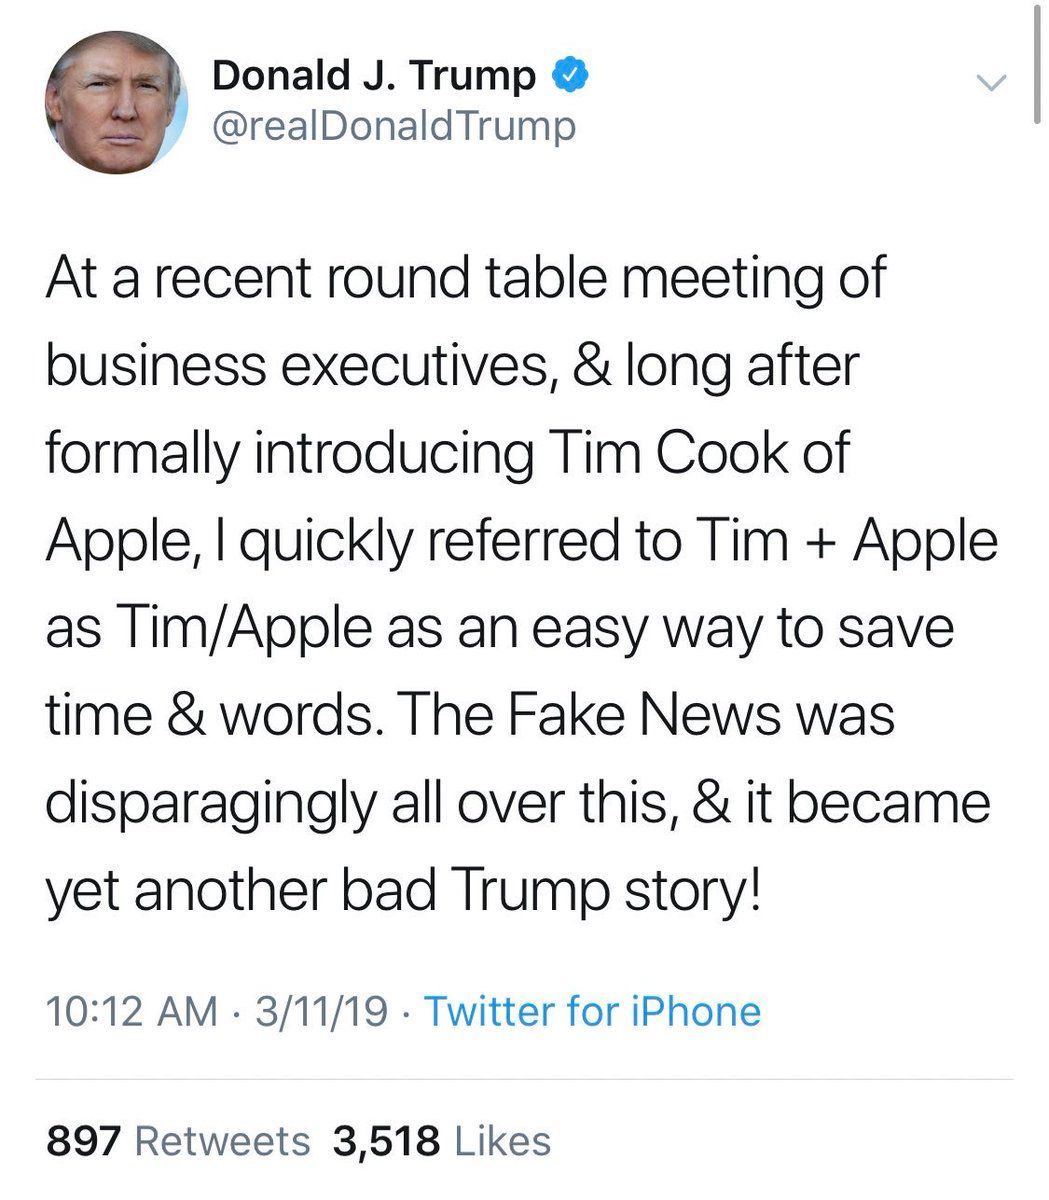 Donald J. Trump
@realDonaldTrump
At a recent round table meeting of
business executives, & long after
formally introducing Tim Cook of
Apple, I quickly referred to Tim + Apple
as Tim/Apple as an easy way to save
time & words. The Fake News was
disparagingly all over this, & it became
yet another bad Trump story!
10:12 AM · 3/11/19 · Twitter for iPhone
897 Retweets 3,518 Likes